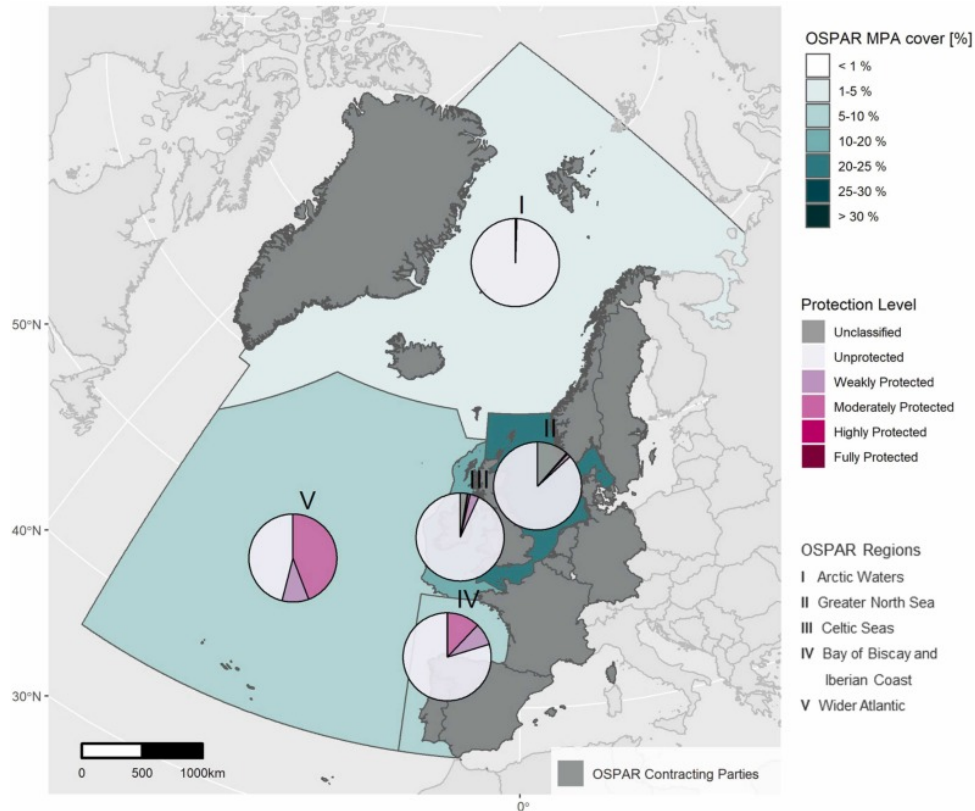 OSPAR MPA cover [%]
< 1 %
1-5 %
5-10 %
10-20 %
20-25 %
25-30 %
> 30 %
I
50°N
Protection Level
Unclassified
Unprotected
Weakly Protected
Moderately Protected
Highly Protected
Fully Protected
II
III
V
40°N
IV
OSPAR Regions
I Arctic Waters
II Greater North Sea
III Celtic Seas
IV Bay of Biscay and
Iberian Coast
V Wider Atlantic
30°N
0 500 1000km
OSPAR Contracting Parties
0°